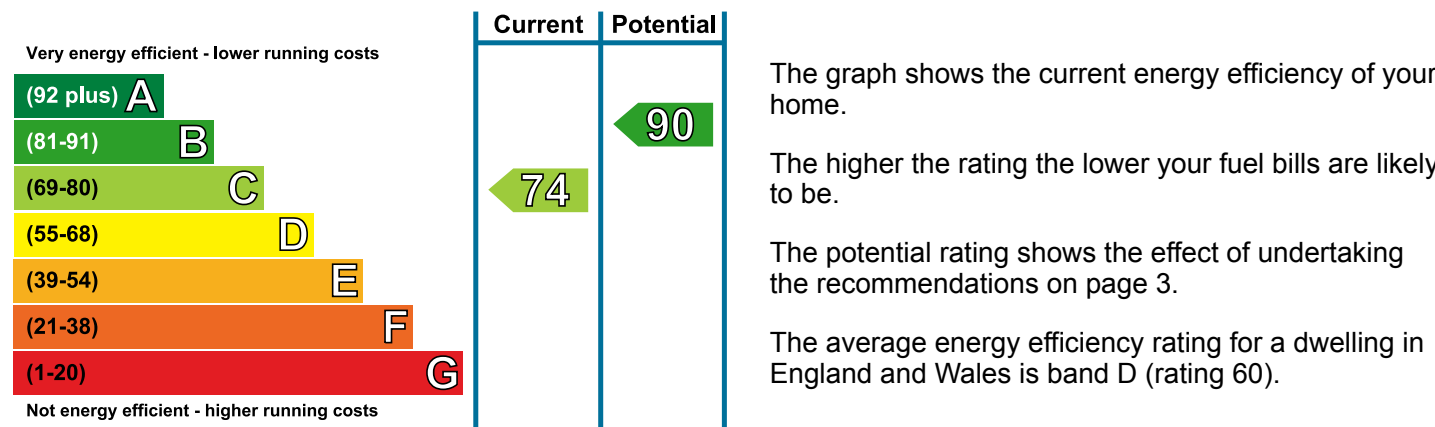 Current Potential
Very energy efficient - lower running costs
(92 plus) A
(81-91) B
(69-80) C
(55-68) D
(39-54) E
(21-38) F
(1-20) G
Not energy efficient - higher running costs
74
90
The graph shows the current energy efficiency of your
home.
The higher the rating the lower your fuel bills are likely
to be.
The potential rating shows the effect of undertaking
the recommendations on page 3.
The average energy efficiency rating for a dwelling in
England and Wales is band D (rating 60).